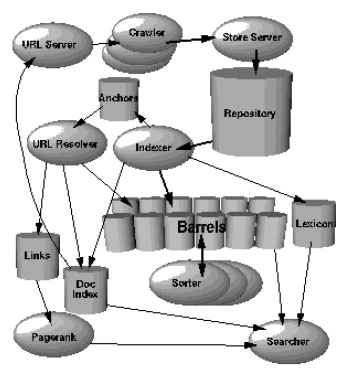 URL Server
Crawler
Store Server
Anchors
Repository
URL Resolver
Indexer
Barrels
Lexicon
Links
Doc
Index
Sorter
Pagerank
Searcher